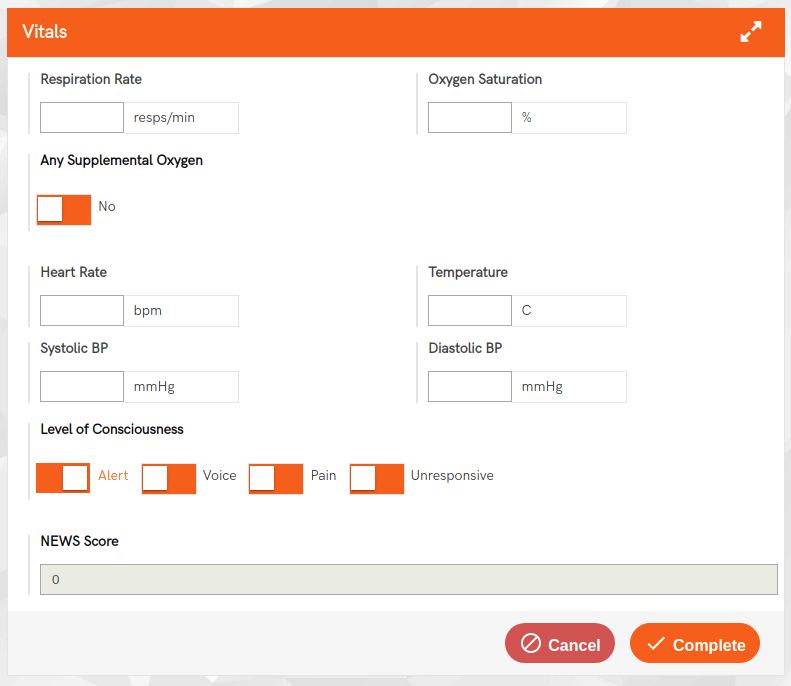 Vitals
Respiration Rate
Oxygen Saturation
resps/min
%
Any Supplemental Oxygen
No
Heart Rate
Temperature
bpm
C
Systolic BP
Diastolic BP
mmHg
mmHg
Level of Consciousness
Alert Voice Pain Unresponsive
NEWS Score
0
Cancel Complete